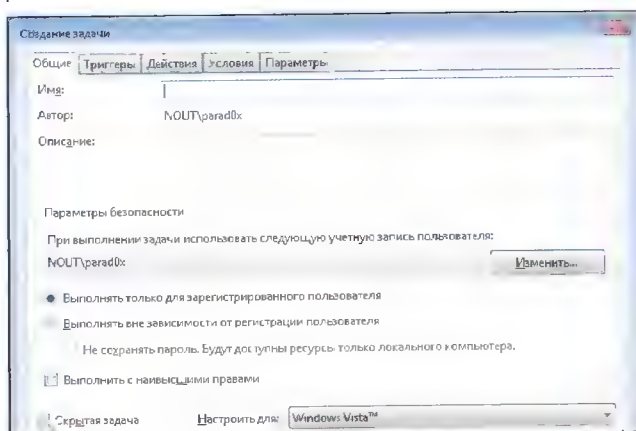 Создание задачи
Общие Триггеры Действия Условия Параметры
Имя:
Автор: NOUT\parad0x
Описание:
Параметры безопасности
При выполнении задачи использовать следующую учетную запись пользователя:
NOUT\parad0x Изменить...
Выполнять только для зарегистрированного пользователя
Выполнять вне зависимости от регистрации пользователя
Не сохранять пароль. Будут доступны ресурсы только локального компьютера.
Выполнить с наивысшими правами
Скрытая задача Настроить для: Windows Vista™